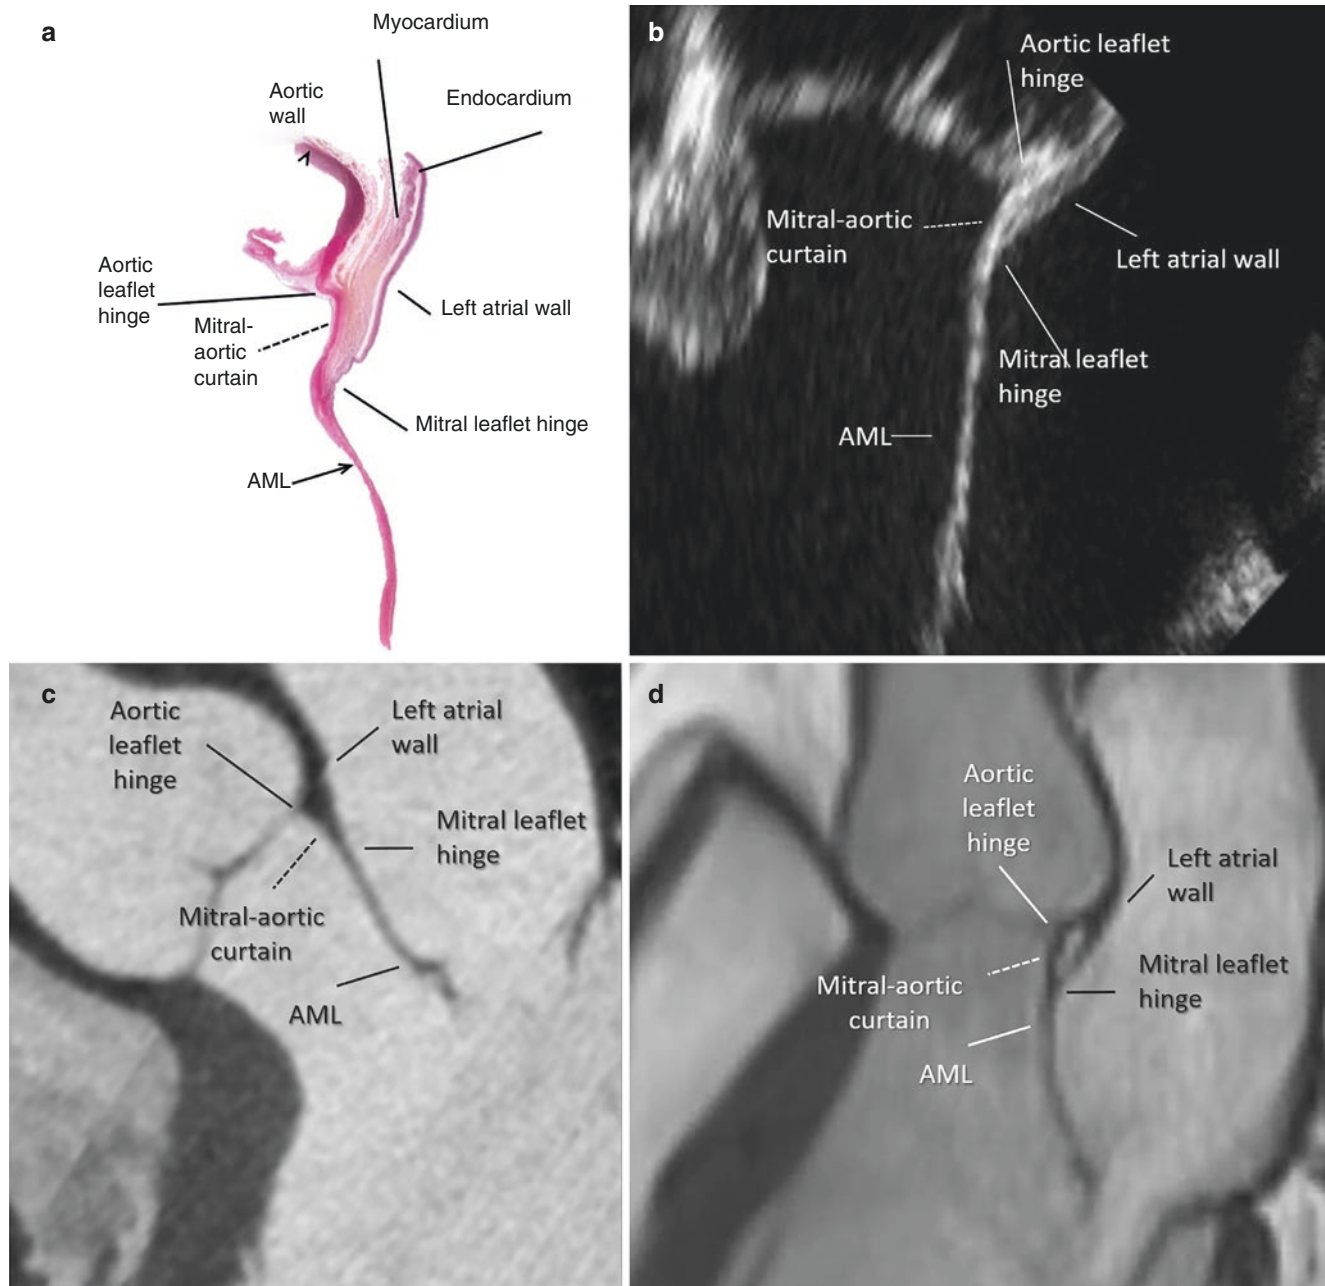 a
Myocardium
Aortic
wall
Endocardium
Aortic
leaflet
hinge
Mitral-
aortic
curtain
Left atrial wall
Mitral leaflet hinge
AML
b
Aortic leaflet
hinge
Mitral-aortic
curtain
Left atrial wall
Mitral leaflet
hinge
AML
c
Aortic
leaflet
hinge
Left atrial
wall
Mitral leaflet
hinge
Mitral-aortic
curtain
AML
d
Aortic
leaflet
hinge
Left atrial
wall
Mitral leaflet
hinge
Mitral-aortic
curtain
AML